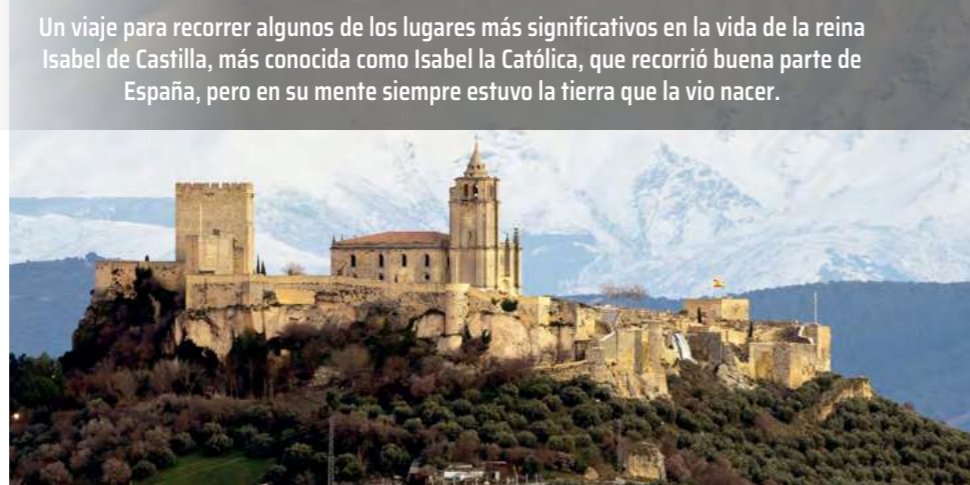 Un viaje para recorrer algunos de los lugares más significativos en la vida de la reina
Isabel de Castilla, más conocida como Isabel la Católica, que recorrió buena parte de
España, pero en su mente siempre estuvo la tierra que la vio nacer.